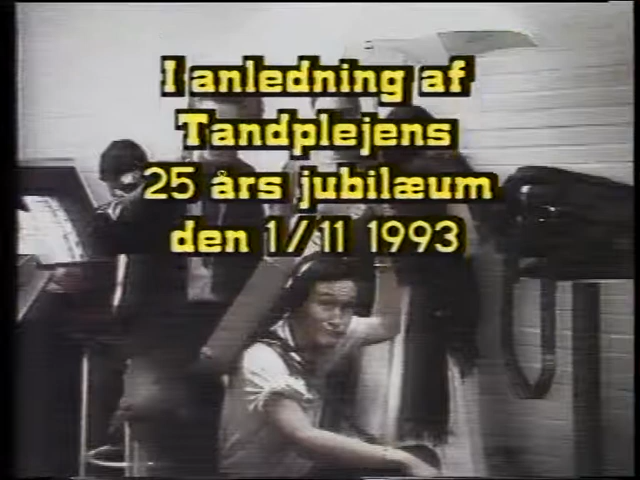 I anledning af
Tandplejens
25 års jubilæum
den 1/11 1993